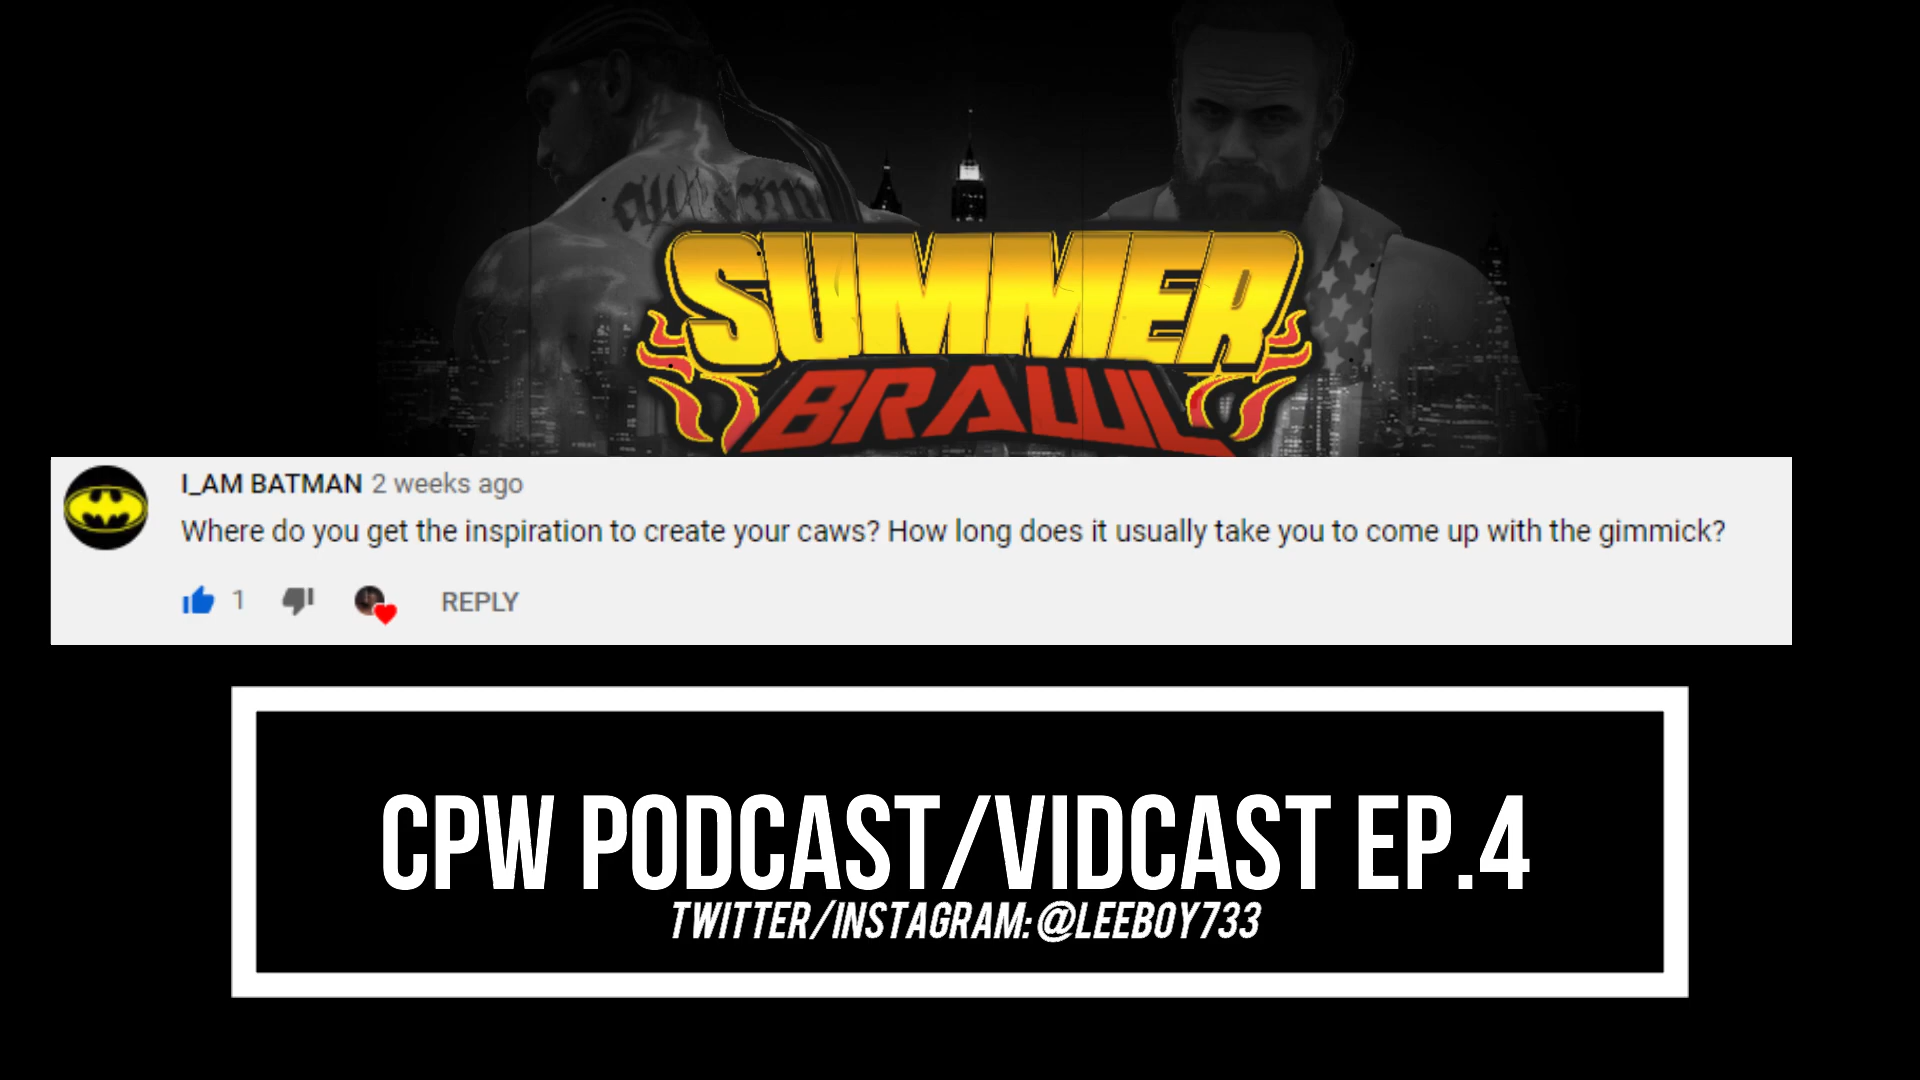 SUMMER
BRAWL
I_AM BATMAN 2 weeks ago
Where do you get the inspiration to create your caws? How long does it usually take you to come up with the gimmick?
1 REPLY
CPW PODCAST/VIDCAST EP.4
TWITTER/INSTAGRAM: @LEEBOY733